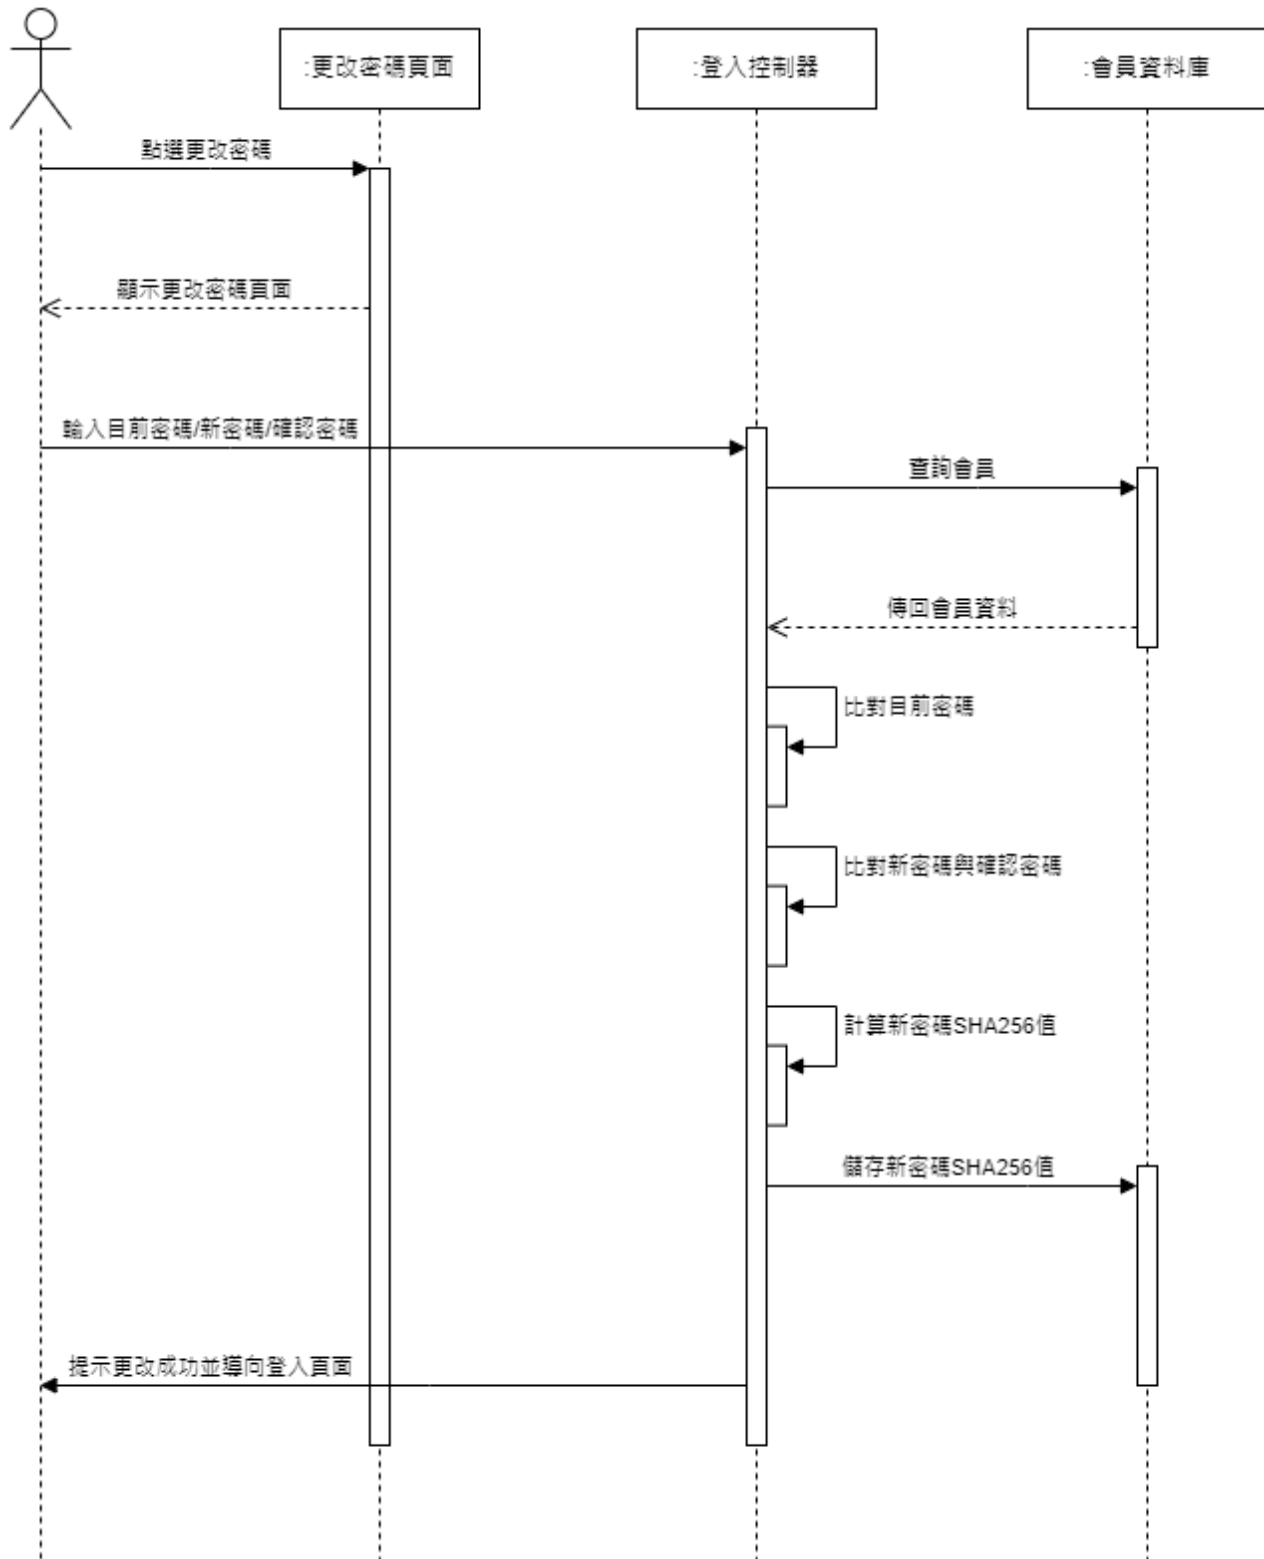 :更改密碼頁面
:登入控制器
:會員資料庫
點選更改密碼
顯示更改密碼頁面
輸入目前密碼/新密碼/確認密碼
查詢會員
傳回會員資料
比對目前密碼
比對新密碼與確認密碼
計算新密碼SHA256值
儲存新密碼SHA256值
提示更改成功並導向登入頁面